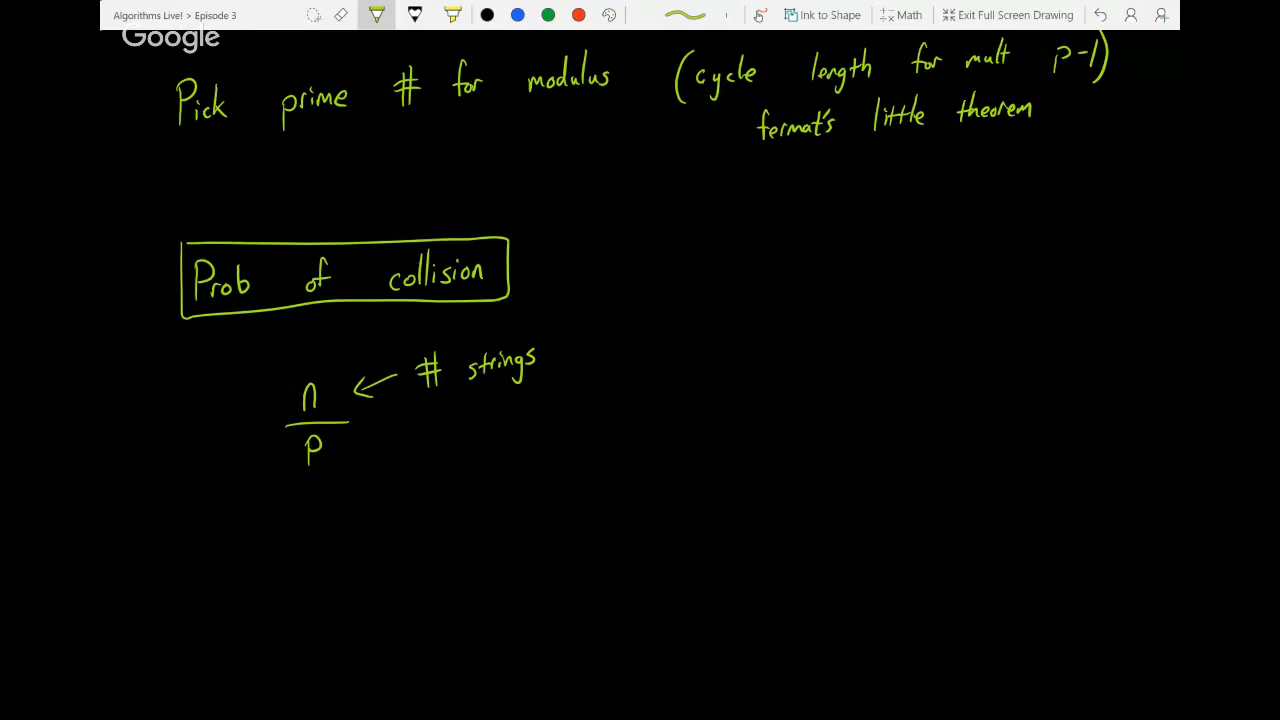 Algorithms Live! > Episode 3
Ink to Shape
Math
Exit Full Screen Drawing
Google
Pick prime # for modulus (cycle length for mult p-1)
fermat's little theorem
Prob of collision
n # strings
p